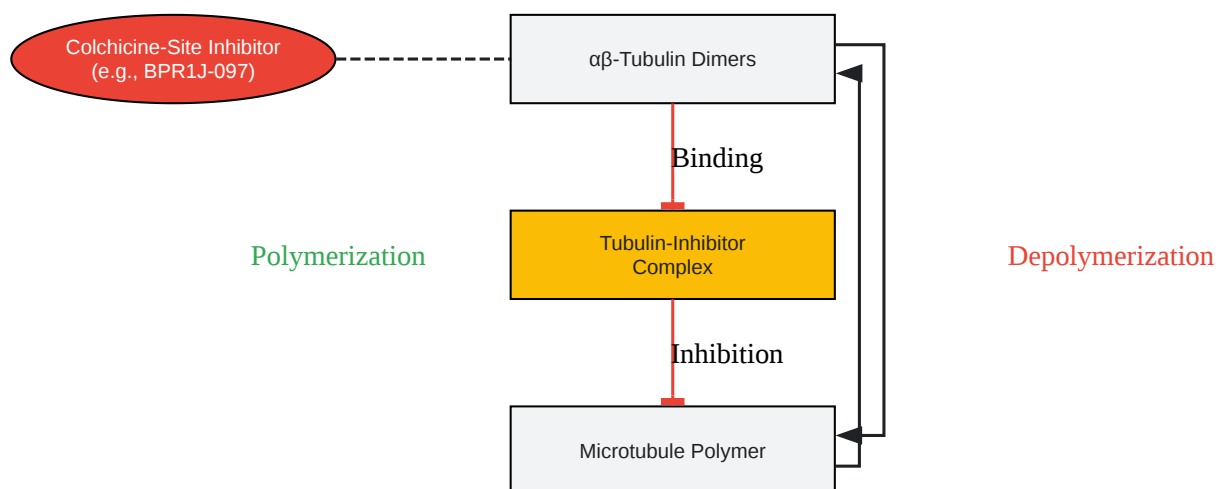 Colchicine-Site Inhibitor
(e.g., BPR1J-097)
αβ-Tubulin Dimers
Binding
Polymerization
Tubulin-Inhibitor
Complex
Depolymerization
Inhibition
Microtubule Polymer